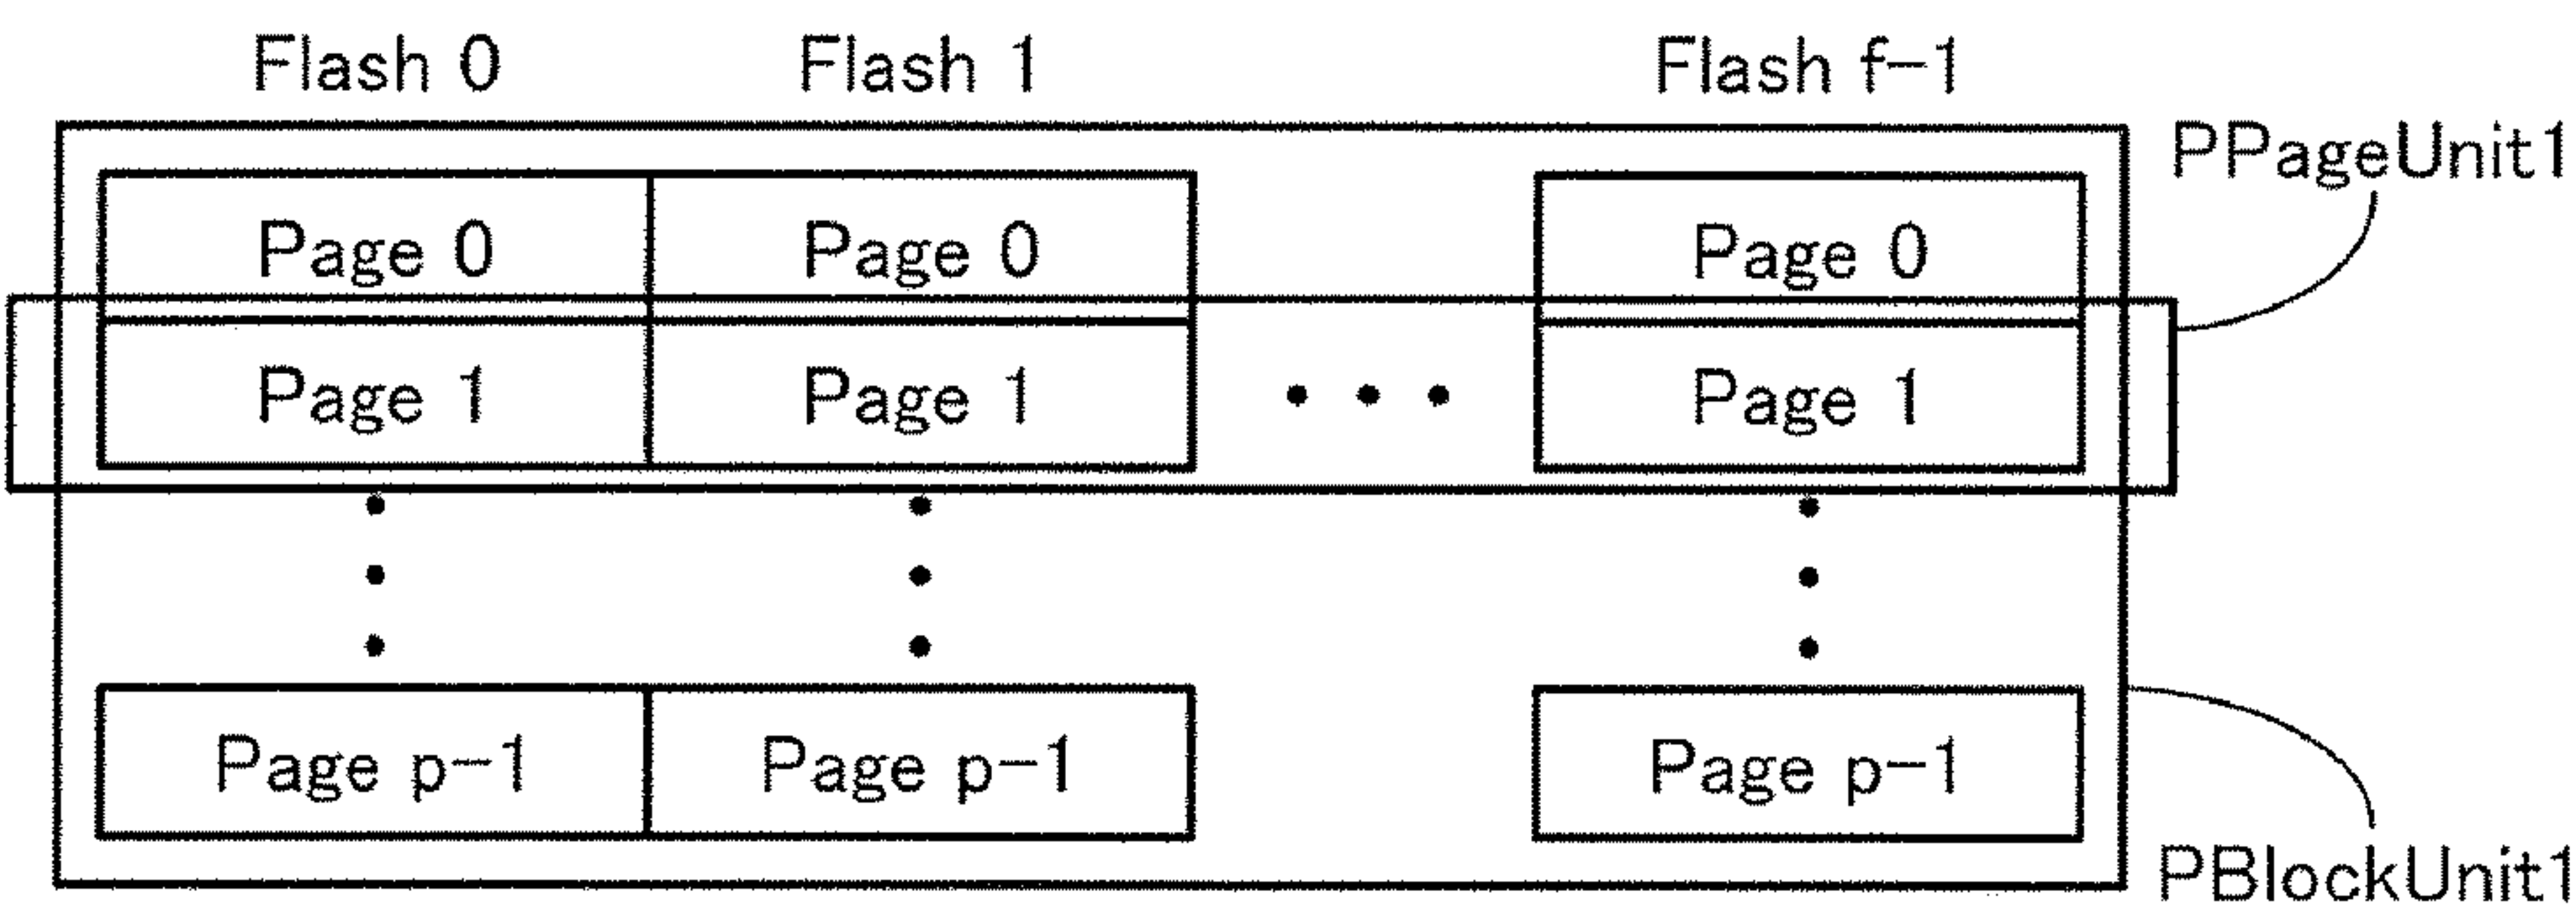 Flash 0 Flash 1 Flash f-1
PPageUnit1
Page 0 Page 0 Page 0
Page 1 Page 1 Page 1
Page p-1 Page p-1 Page p-1
PBlockUnit1